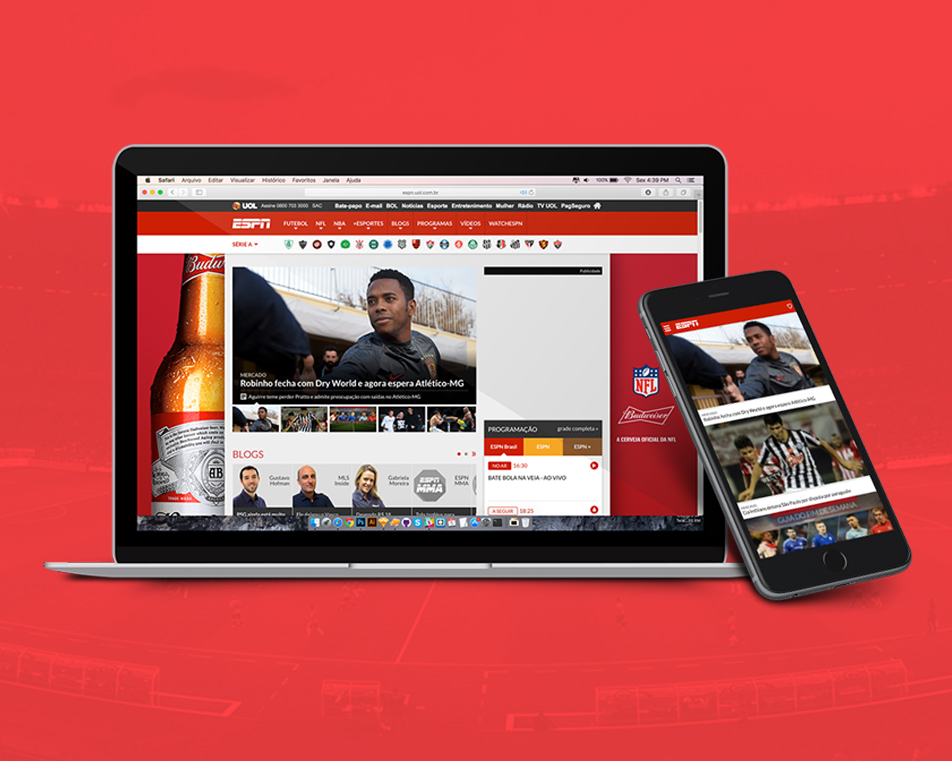 Safari Arquivo Editar Visualizar Histórico Favoritos Janela Ajuda
100%
Sex 4:39 PM
espn.uol.com.br
UOL Assine 0800 703 3000 SAC
Bate-papo E-mail BOL Notícias Esporte Entretenimento Mulher Rádio TV UOL PagSeguro
ESPN FUTEBOL NFL NBA +ESPORTES BLOGS PROGRAMAS VÍDEOS WATCHESPN
SÉRIE A
Budw
Publicidade
MERCADO
Robinho fecha com Dry World e agora espera Atlético-MG
Aguirre teme perder Pratto e admite preocupação com saídas no Atlético-MG
PROGRAMAÇÃO grade completa »
ESPN Brasil ESPN ESPN +
NO AR 16:30
BATE BOLA NA VEIA - AO VIVO
A SEGUIR 18:25
BLOGS
Gustavo Hofman
MLS Inside
Gabriela Moreira
ESPN MMA
ESPN
MMA
AB
NFL
Budweiser
A CERVEJA OFICIAL DA NFL
ESPN
MERCADO
Robinho fecha com Dry World e agora espera Atlético-MG
MERCADO
GUIA DO FIM DE SEMANA